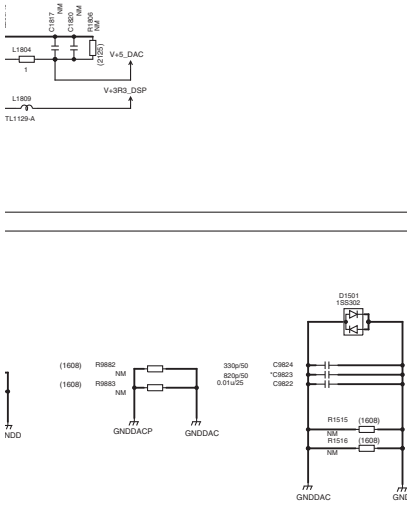 C1817
NM
C1820
NM
R1806
NM
(2125)
L1804
1
V+5_DAC
V+3R3_DSP
L1809
TL1129-A
D1501
1SS302
(1608) R9882
NM
(1608) R9883
NM
330p/50 C9824
820p/50 *C9823
0.01u/25 C9822
R1515 (1608)
NM
R1516 (1608)
NM
NDD
GNDDACP
GNDDAC
GNDDAC